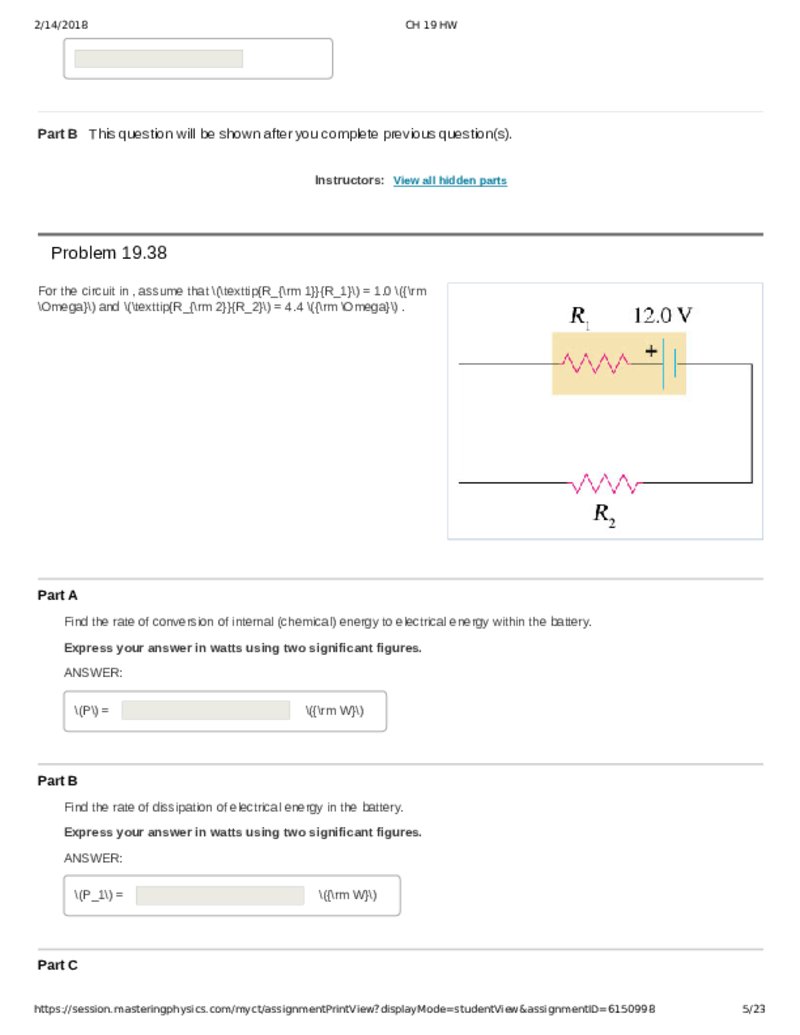 2/14/2018 CH 19 HW
Part B This question will be shown after you complete previous question(s).
Instructors: View all hidden parts
Problem 19.38
For the circuit in , assume that \(\texttip{R_{\rm 1}}{R_1}\) = 1.0 \({\rm
\Omega}\) and \(\texttip{R_{\rm 2}}{R_2}\) = 4.4 \({\rm \Omega}\) .
R1 12.0 V
+
R2
Part A
Find the rate of conversion of internal (chemical) energy to electrical energy within the battery.
Express your answer in watts using two significant figures.
ANSWER:
\(P\) = \({\rm W}\)
Part B
Find the rate of dissipation of electrical energy in the battery.
Express your answer in watts using two significant figures.
ANSWER:
\(P_1\) = \({\rm W}\)
Part C
https://session.masteringphysics.com/myct/assignmentPrintView?displayMode=studentView&assignmentID=6150998 5/23